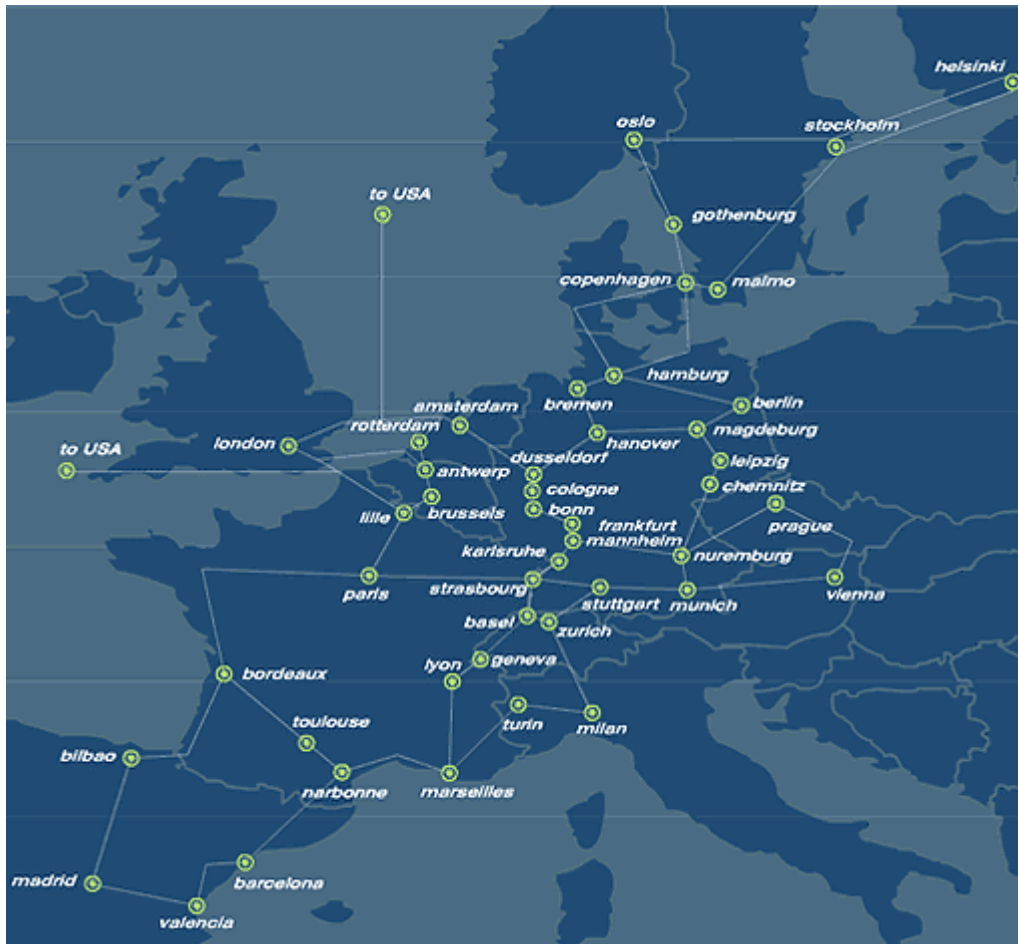 helsinki
oslo
stockholm
to USA
gothenburg
copenhagen
malmo
hamburg
bremen
berlin
amsterdam
rotterdam
magdeburg
hanover
london
to USA
dusseldorf
leipzig
antwerp
cologne
chemnitz
brussels
bonn
lille
frankfurt
prague
mannheim
karlsruhe
nuremburg
strasbourg
paris
stuttgart
munich
vienna
basel
zurich
geneva
lyon
bordeaux
toulouse
turin
milan
bilbao
narbonne
marseilles
madrid
barcelona
valencia